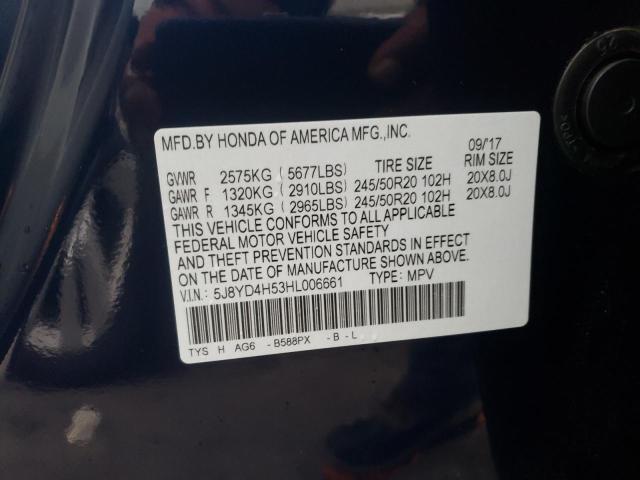 MFD.BY HONDA OF AMERICA MFG.,INC. 09/'17
GVWR 2575KG ( 5677LBS) TIRE SIZE RIM SIZE
GAWR F 1320KG ( 2910LBS) 245/50R20 102H 20X8.0J
GAWR R 1345KG ( 2965LBS) 245/50R20 102H 20X8.0J
THIS VEHICLE CONFORMS TO ALL APPLICABLE
FEDERAL MOTOR VEHICLE SAFETY
AND THEFT PREVENTION STANDARDS IN EFFECT
ON THE DATE OF MANUFACTURE SHOWN ABOVE.
V.I.N.: 5J8YD4H53HL006661 TYPE: MPV
TYS H AG6 - B588PX - B - L